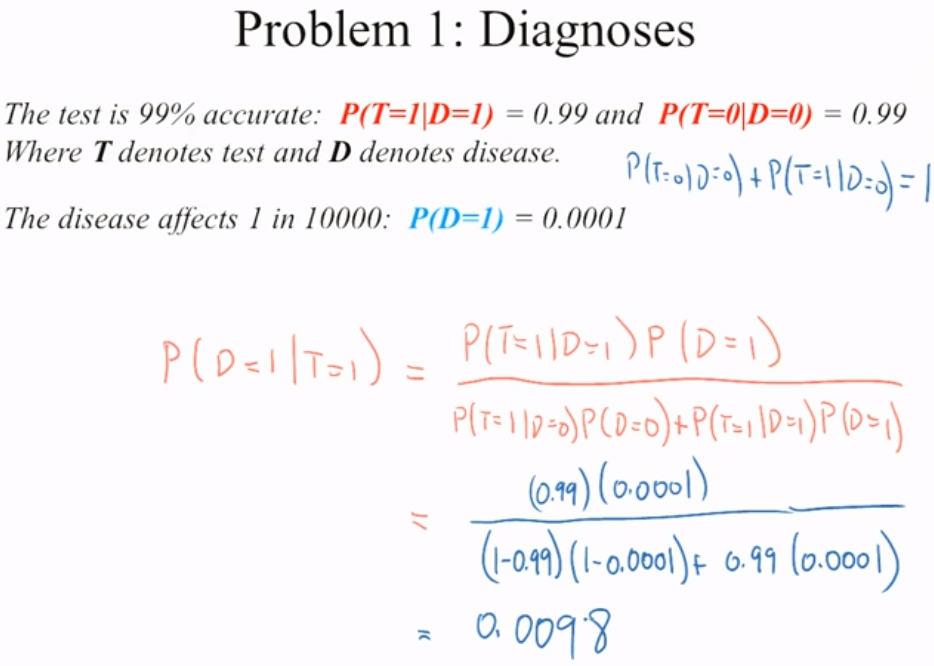 Problem 1: Diagnoses
The test is 99% accurate: P(T=1|D=1) = 0.99 and P(T=0|D=0) = 0.99
Where T denotes test and D denotes disease.
P(T=0|D=0)+P(T=1|D=0)=1
The disease affects 1 in 10000: P(D=1) = 0.0001
P(D=1|T=1) = P(T=1|D=1)P(D=1)
P(T=1|D=0)P(D=0)+P(T=1|D=1)P(D=1)
= (0.99)(0.0001)
(1-0.99)(1-0.0001)+ 0.99 (0.0001)
= 0.0098